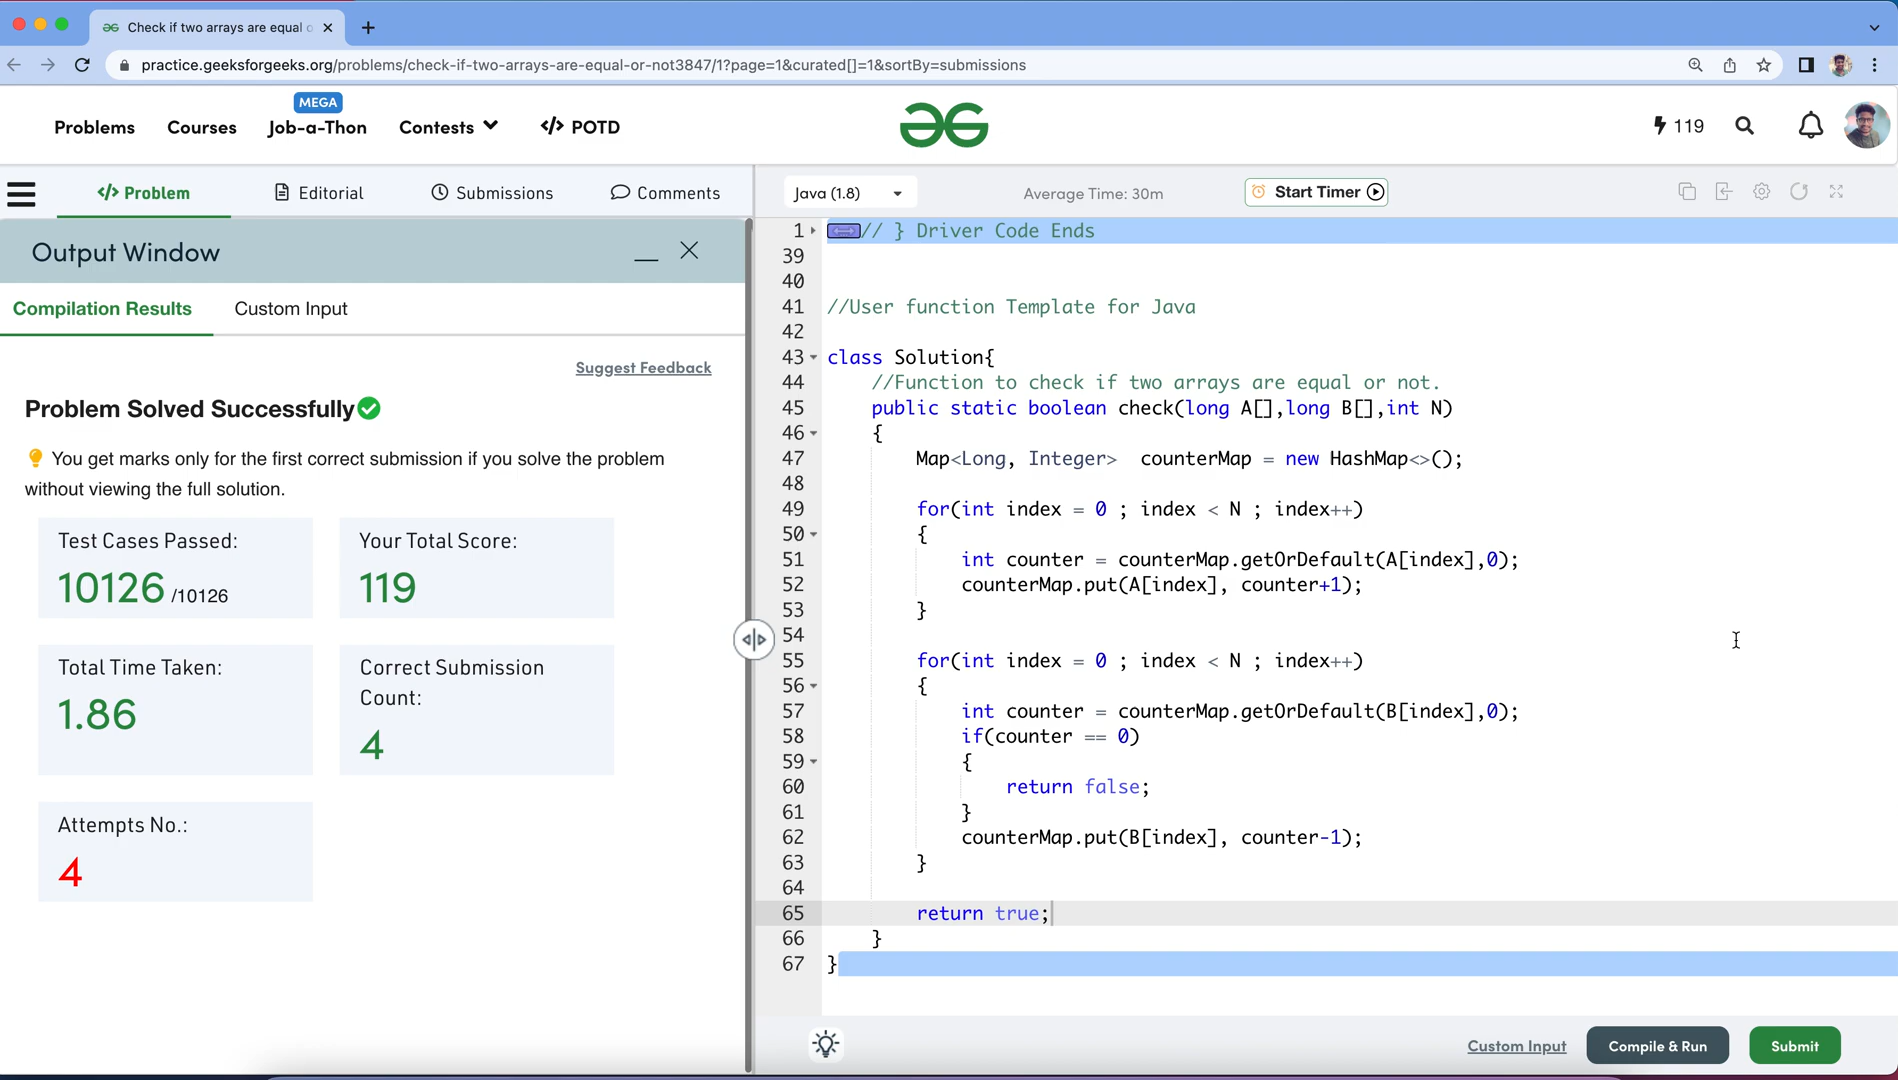 Check if two arrays are equal o
practice.geeksforgeeks.org/problems/check-if-two-arrays-are-equal-or-not3847/1?page=1&curated[]=1&sortBy=submissions
MEGA
Problems Courses Job-a-Thon Contests </> POTD
119
</> Problem Editorial Submissions Comments
Java (1.8) Average Time: 30m Start Timer
Output Window
Compilation Results Custom Input
Suggest Feedback
Problem Solved Successfully
You get marks only for the first correct submission if you solve the problem
without viewing the full solution.
Test Cases Passed:
10126 /10126
Your Total Score:
119
Total Time Taken:
1.86
Correct Submission
Count:
4
Attempts No.:
4
1 // } Driver Code Ends
39
40
41 //User function Template for Java
42
43 class Solution{
44 //Function to check if two arrays are equal or not.
45 public static boolean check(long A[],long B[],int N)
46 {
47 Map<Long, Integer>  counterMap = new HashMap<>();
48
49 for(int index = 0 ; index < N ; index++)
50 {
51 int counter = counterMap.getOrDefault(A[index],0);
52 counterMap.put(A[index], counter+1);
53 }
54
55 for(int index = 0 ; index < N ; index++)
56 {
57 int counter = counterMap.getOrDefault(B[index],0);
58 if(counter == 0)
59 {
60 return false;
61 }
62 counterMap.put(B[index], counter-1);
63 }
64
65 return true;
66 }
67 }
Custom Input Compile & Run Submit